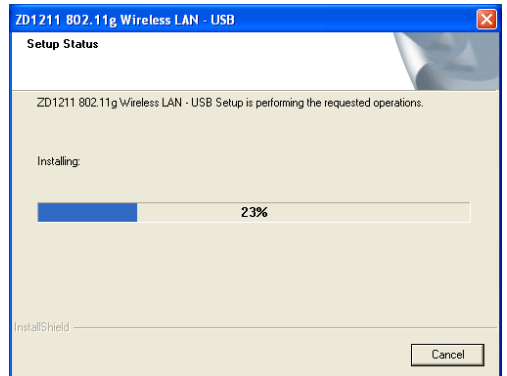 ZD1211 802.11g Wireless LAN - USB
Setup Status
ZD1211 802.11g Wireless LAN - USB Setup is performing the requested operations.
Installing:
23%
InstallShield
Cancel